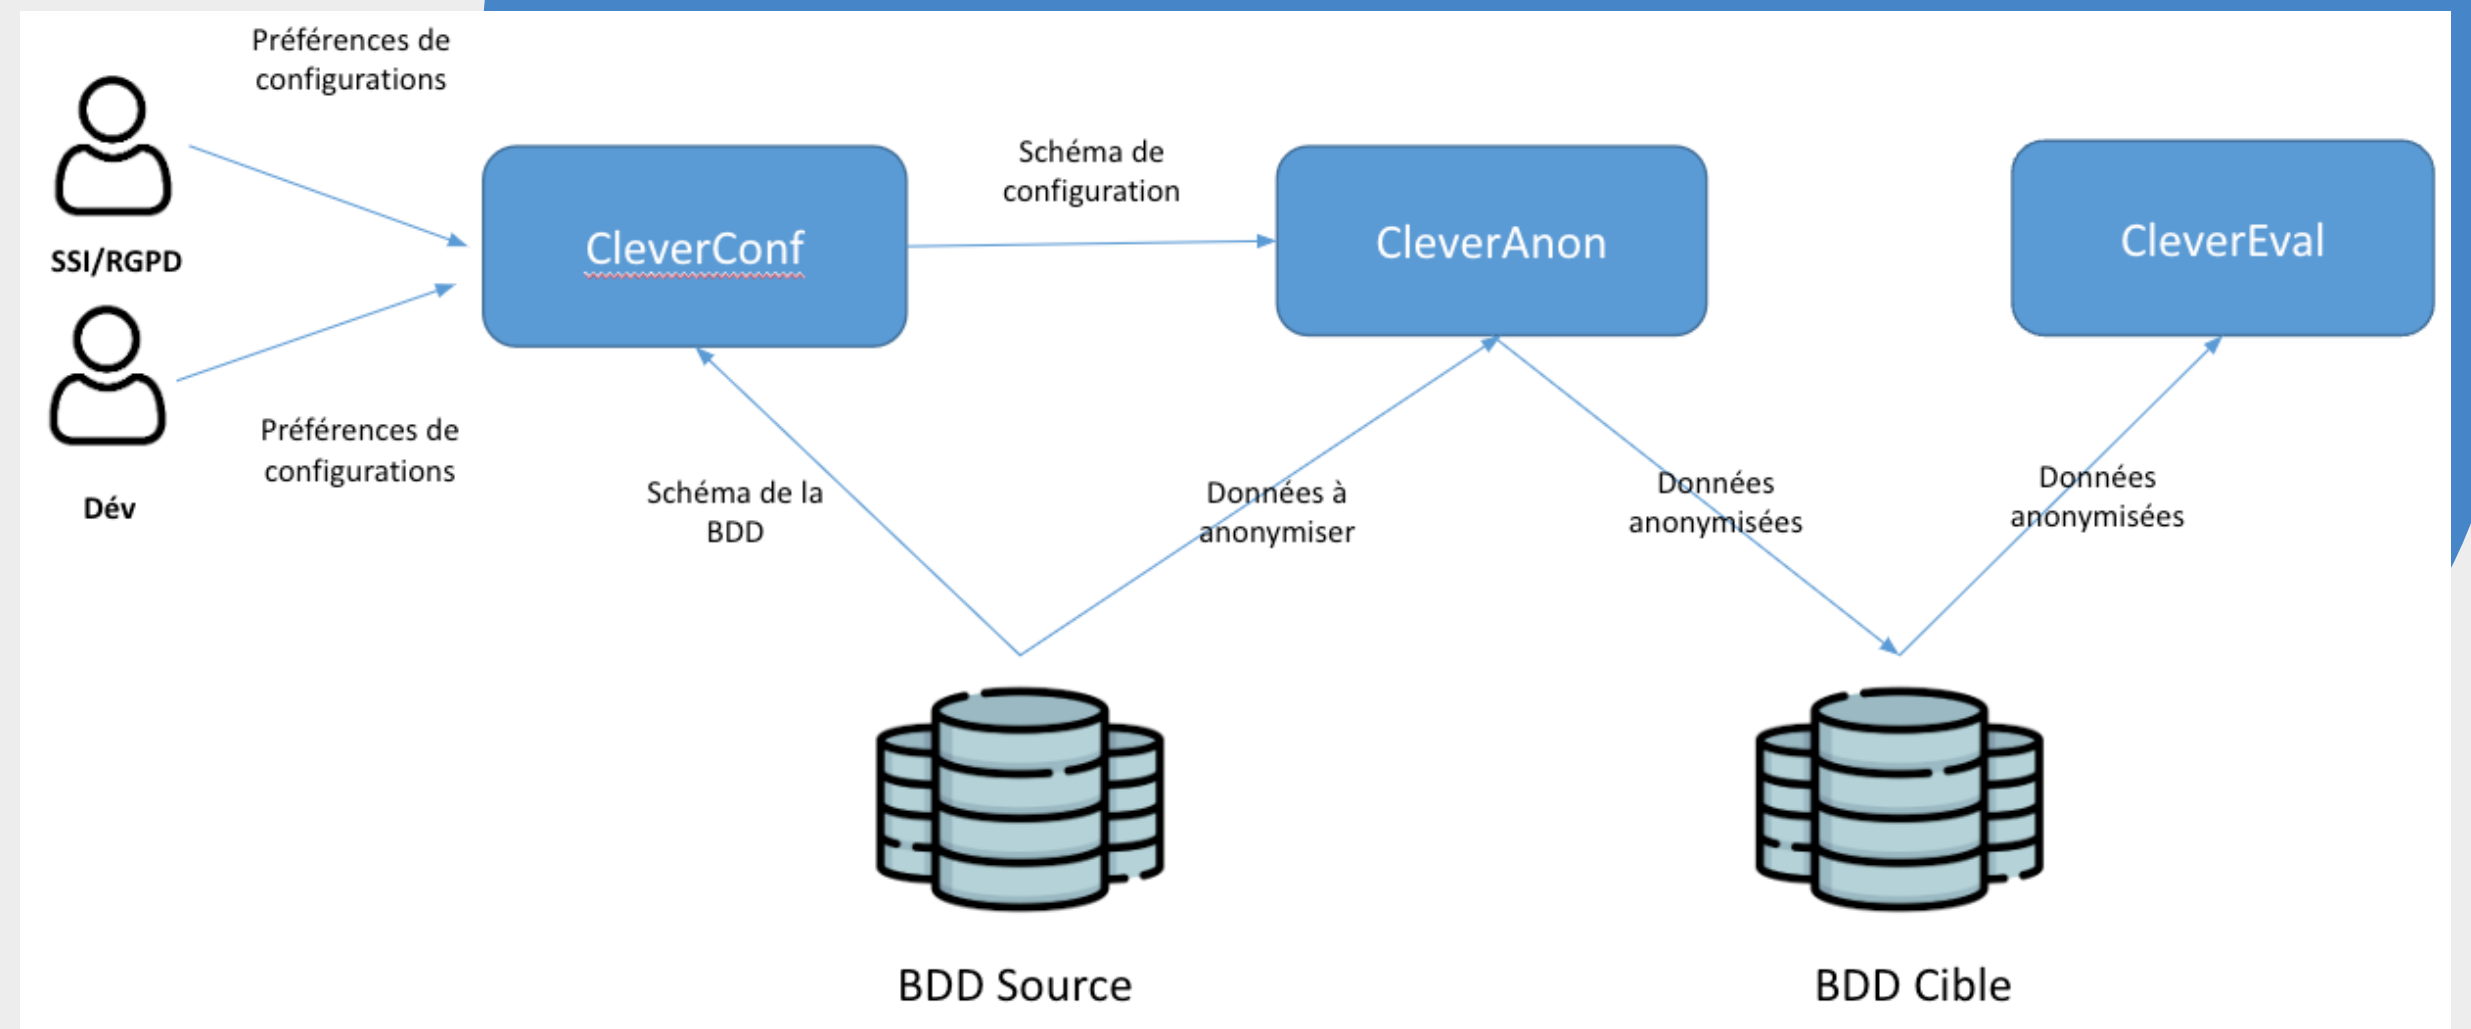 Préférences de
configurations
SSI/RGPD
Préférences de
configurations
Dév
CleverConf
Schéma de
configuration
CleverAnon
CleverEval
Schéma de la
BDD
Données à
anonymiser
Données
anonymisées
Données
anonymisées
BDD Source
BDD Cible